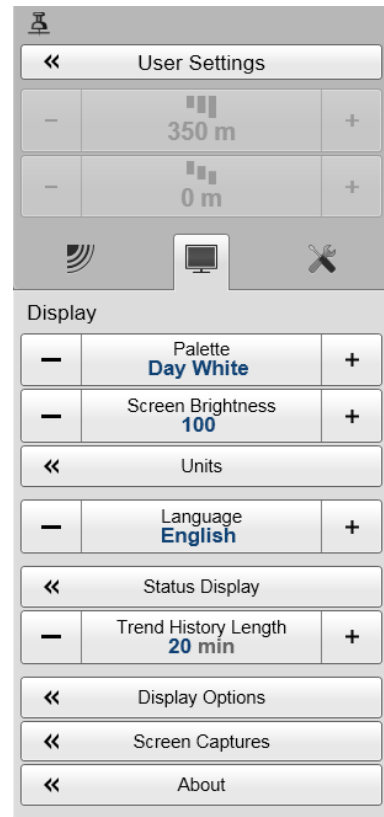 « User Settings
− 350 m +
− 0 m +
Display
− Palette +
Day White
− Screen Brightness +
100
« Units
− Language +
English
« Status Display
− Trend History Length +
20 min
« Display Options
« Screen Captures
« About